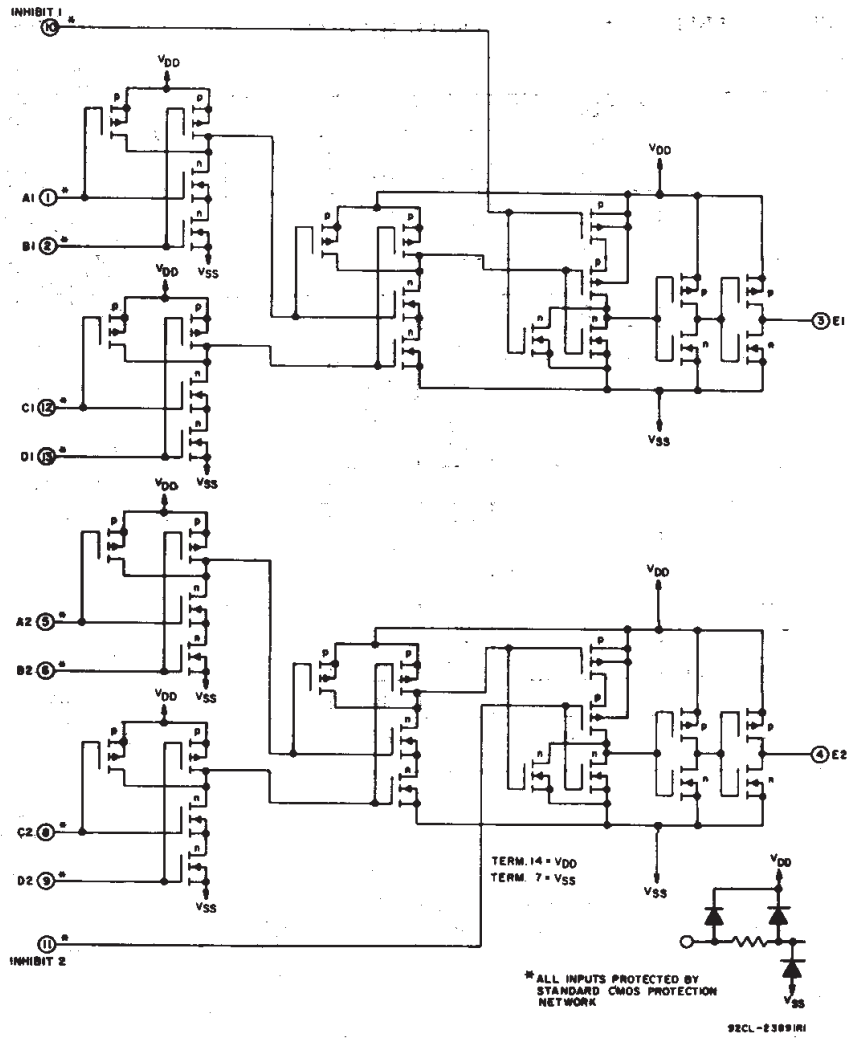 INHIBIT 1
10 *
VDD
p p
n
A1 1 *
n
B1 2 *
VSS
VDD
p p
n
C1 12 *
n
D1 13 *
VSS
VDD
p
p p
p
n
n
n n
p
n
p
*
3 E1
VSS
VDD
p p
n
A2 5 *
n
B2 6 *
VSS
VDD
p p
n
C2 8 *
n
D2 9 *
VSS
VDD
p
p p
p
n
n
n n
p
n
p
n
4 E2
VSS
TERM. 14 = VDD
TERM. 7 = VSS
11 *
INHIBIT 2
VDD
VSS
* ALL INPUTS PROTECTED BY
STANDARD CMOS PROTECTION
NETWORK
92CL-23891R1